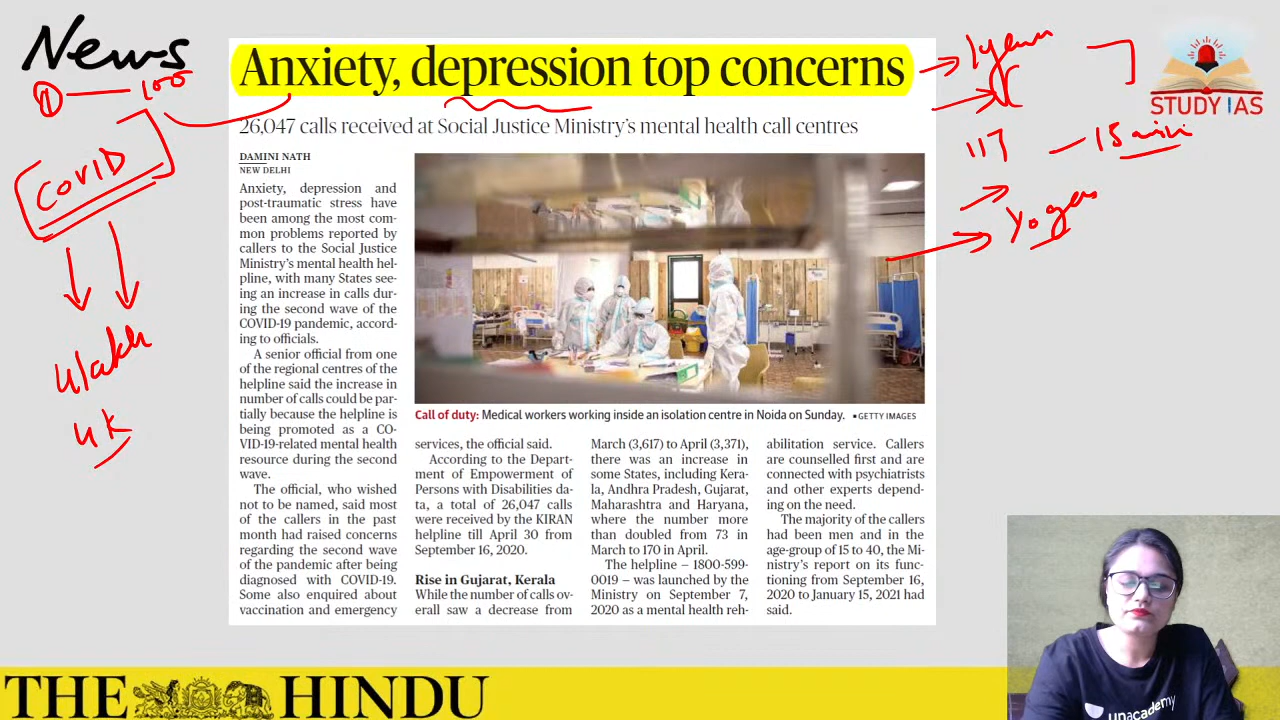 News
① 100
COVID
4 lakh
4K
Anxiety, depression top concerns
26,047 calls received at Social Justice Ministry's mental health call centres
DAMINI NATH
NEW DELHI
Anxiety, depression and
post-traumatic stress have
been among the most com-
mon problems reported by
callers to the Social Justice
Ministry's mental health hel-
pline, with many States see-
ing an increase in calls dur-
ing the second wave of the
COVID-19 pandemic, accord-
ing to officials.
A senior official from one
of the regional centres of the
helpline said the increase in
number of calls could be par-
tially because the helpline is
being promoted as a CO-
VID-19-related mental health
resource during the second
wave.
The official, who wished
not to be named, said most
of the callers in the past
month had raised concerns
regarding the second wave
of the pandemic after being
diagnosed with COVID-19.
Some also enquired about
vaccination and emergency
Call of duty: Medical workers working inside an isolation centre in Noida on Sunday. ▪GETTY IMAGES
services, the official said.
According to the Depart-
ment of Empowerment of
Persons with Disabilities da-
ta, a total of 26,047 calls
were received by the KIRAN
helpline till April 30 from
September 16, 2020.
Rise in Gujarat, Kerala
While the number of calls ov-
erall saw a decrease from
March (3,617) to April (3,371),
there was an increase in
some States, including Kera-
la, Andhra Pradesh, Gujarat,
Maharashtra and Haryana,
where the number more
than doubled from 73 in
March to 170 in April.
The helpline – 1800-599-
0019 – was launched by the
Ministry on September 7,
2020 as a mental health reh-
abilitation service. Callers
are counselled first and are
connected with psychiatrists
and other experts depend-
ing on the need.
The majority of the callers
had been men and in the
age-group of 15 to 40, the Mi-
nistry's report on its func-
tioning from September 16,
2020 to January 15, 2021 had
said.
15 min
Yoga
STUDY IAS
unacademy
THE HINDU